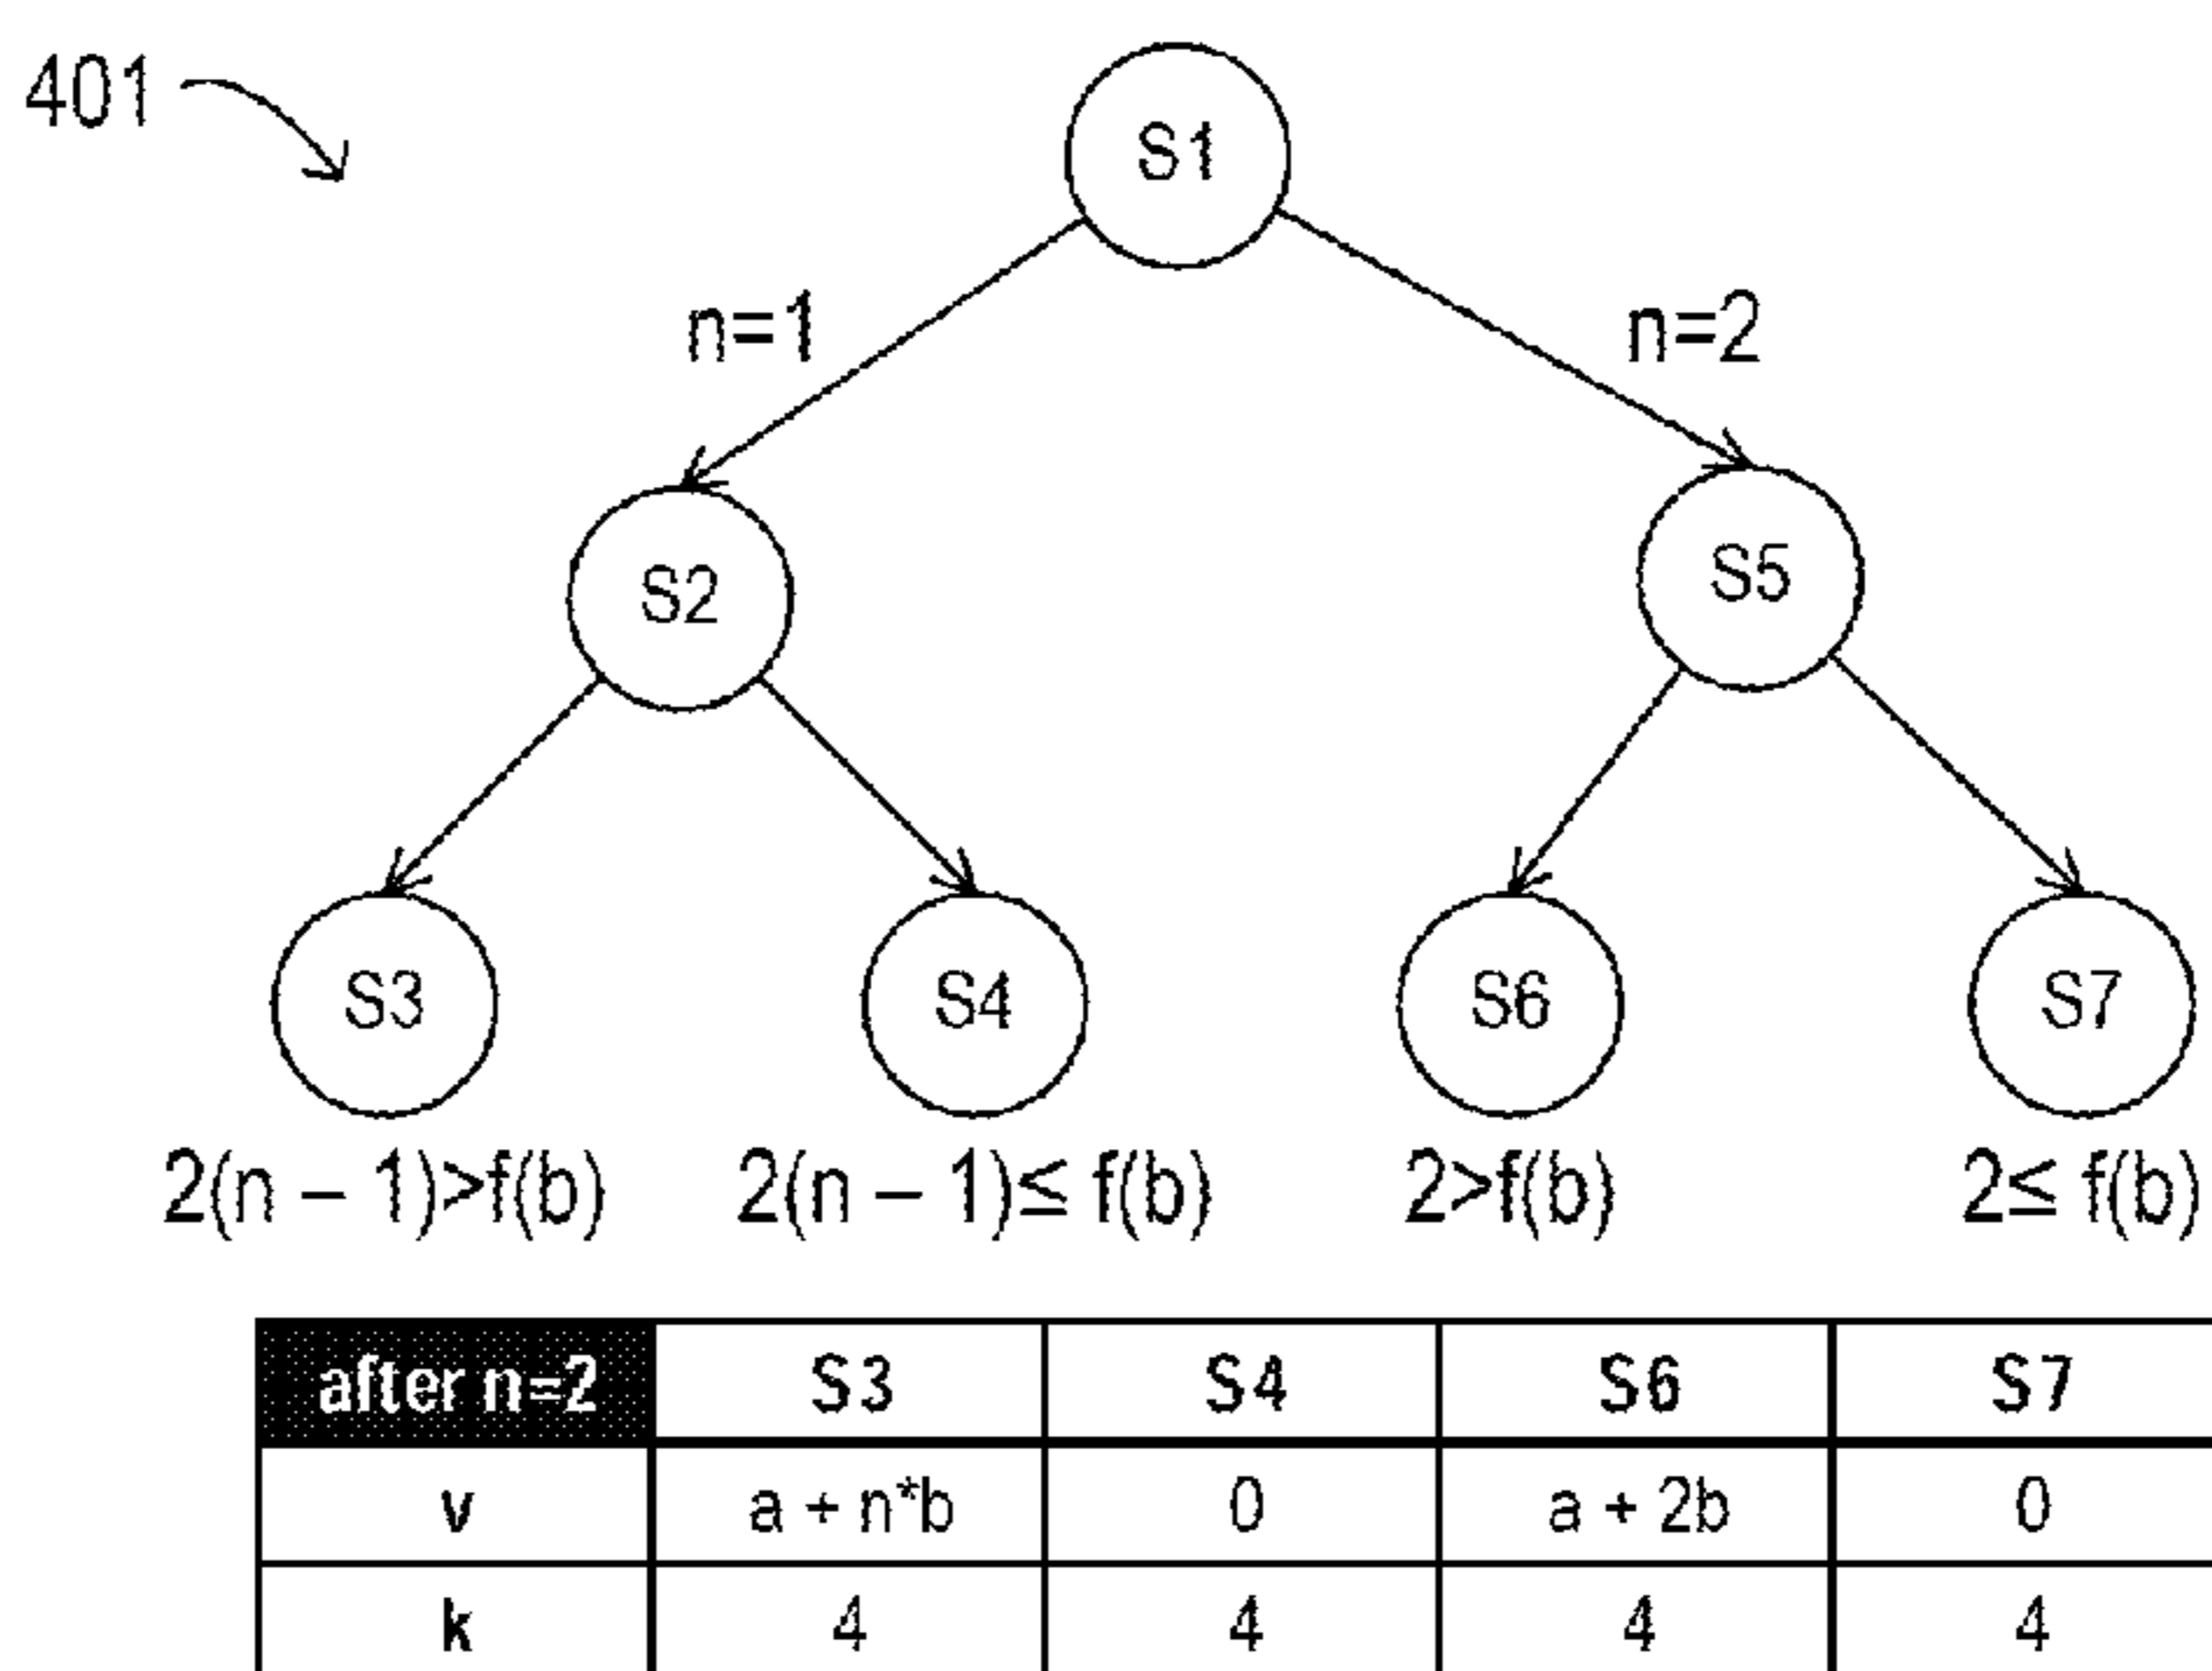 401
S1
n=1
n=2
S2
S5
S3
S4
S6
S7
2(n – 1)>f(b)
2(n – 1)≤ f(b)
2>f(b)
2≤ f(b)
after n=2 S3 S4 S6 S7
v a + n*b 0 a + 2b 0
k 4 4 4 4